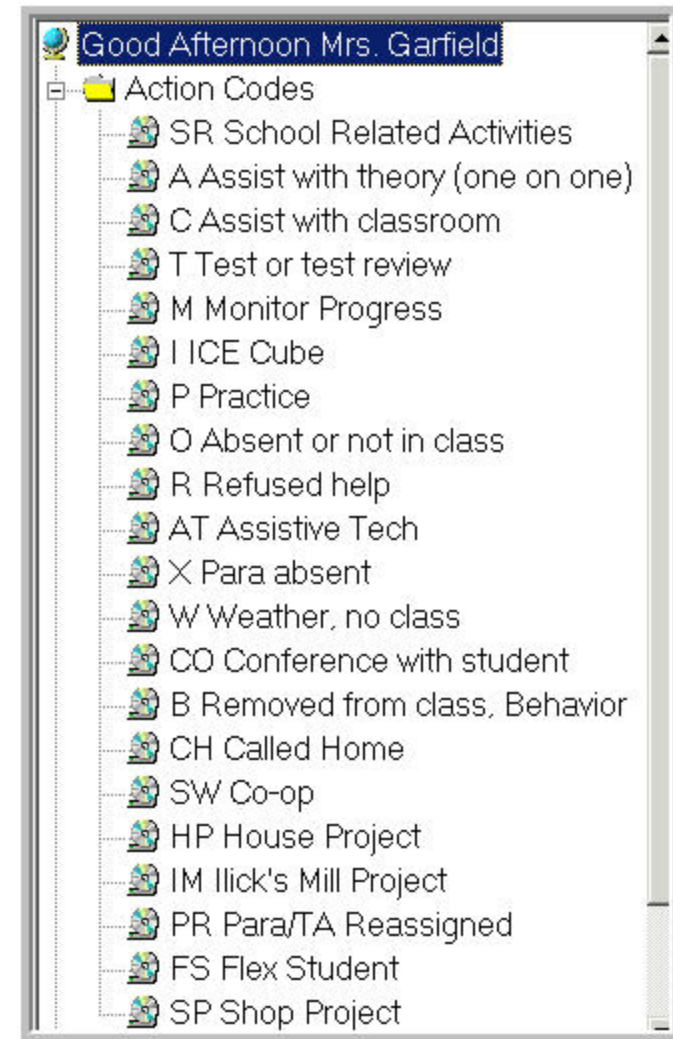 Good Afternoon Mrs. Garfield
Action Codes
SR School Related Activities
A Assist with theory (one on one)
C Assist with classroom
T Test or test review
M Monitor Progress
I ICE Cube
P Practice
O Absent or not in class
R Refused help
AT Assistive Tech
X Para absent
W Weather, no class
CO Conference with student
B Removed from class, Behavior
CH Called Home
SW Co-op
HP House Project
IM Illick's Mill Project
PR Para/TA Reassigned
FS Flex Student
SP Shop Project